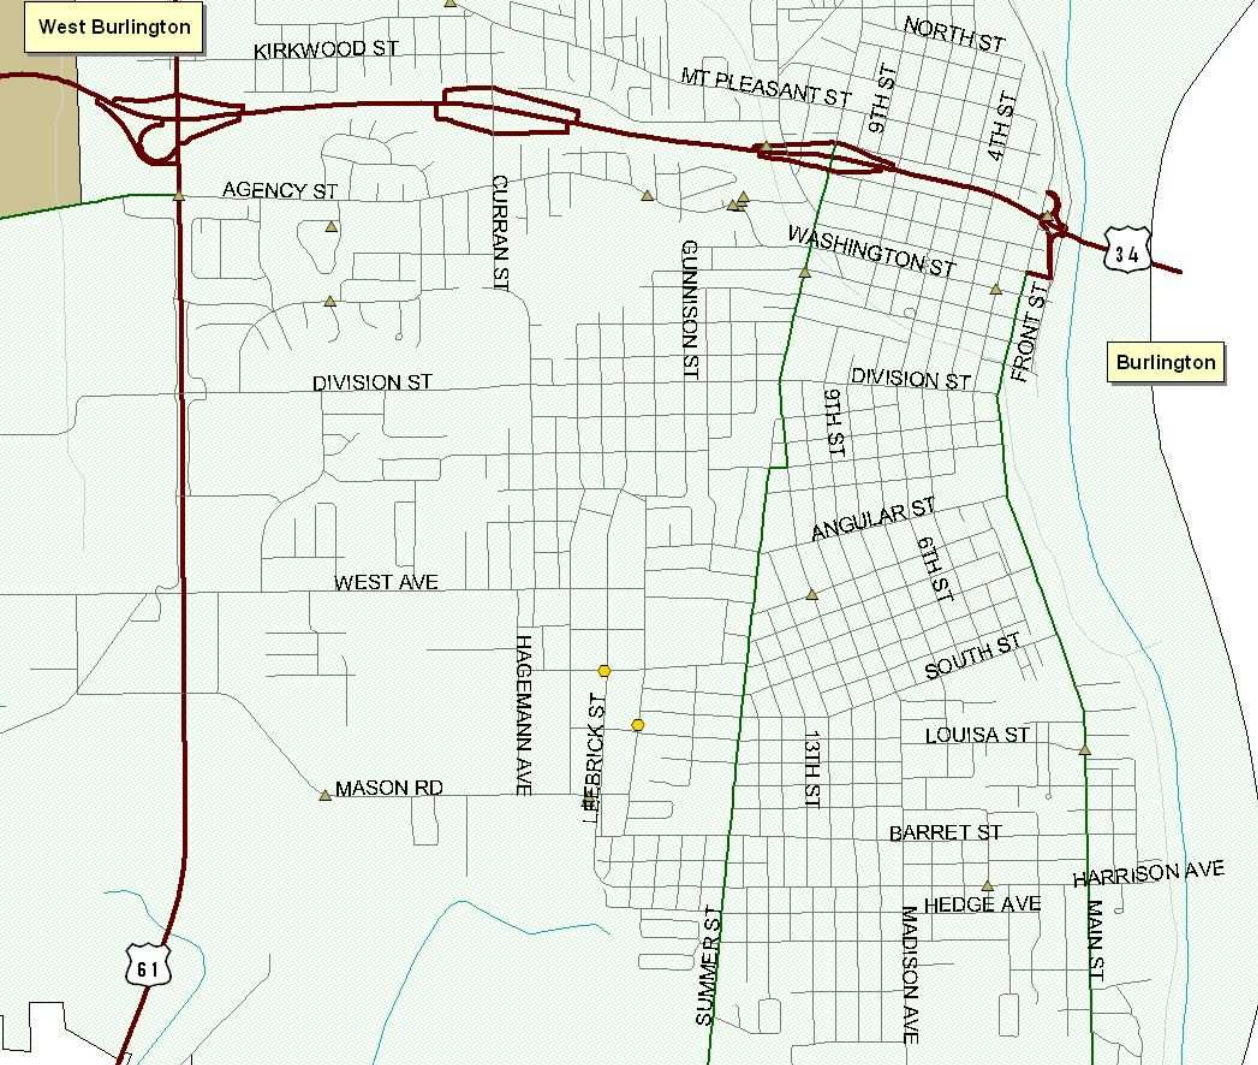 West Burlington
KIRKWOOD ST
NORTH ST
MT PLEASANT ST
9TH ST
4TH ST
AGENCY ST
CURRAN ST
GUNNISON ST
WASHINGTON ST
34
FRONT ST
Burlington
DIVISION ST
DIVISION ST
9TH ST
ANGULAR ST
6TH ST
WEST AVE
HAGEMANN AVE
LEEBRICK ST
SOUTH ST
LOUISA ST
13TH ST
MASON RD
BARRET ST
HARRISON AVE
HEDGE AVE
SUMMER ST
MADISON AVE
MAIN ST
61